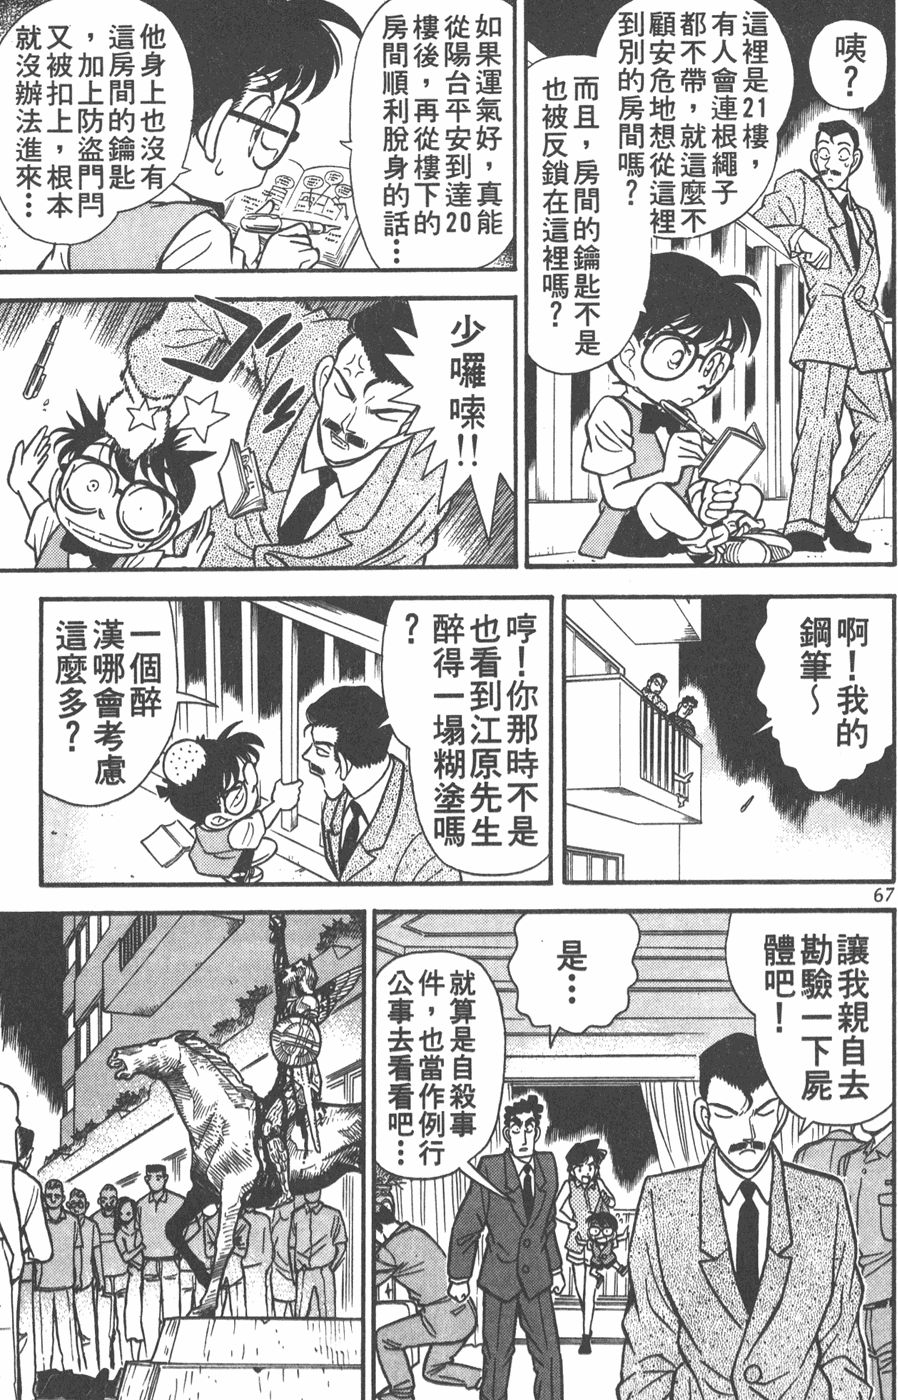 咦？
這裡是21樓，
有人會連根繩子
都不帶，就這麼不
顧安危地想從這裡
到別的房間嗎？
而且，房間的鑰匙不是
也被反鎖在這裡嗎？
如果運氣好，真能
從陽台平安到達20
樓後，再從樓下的
房間順利脫身的話…
他身上也沒有
這房間的鑰匙
，加上防盜門閂
又被扣上，根本
就沒辦法進來…
少囉嗦！！
啊！我的
鋼筆～
哼！你那時不是
也看到江原先生
醉得一塌糊塗嗎
？
一個醉
漢哪會考慮
這麼多？
67
讓我親自去
勘驗一下屍
體吧！
是…
就算是自殺事
件，也當作例行
公事去看看吧…